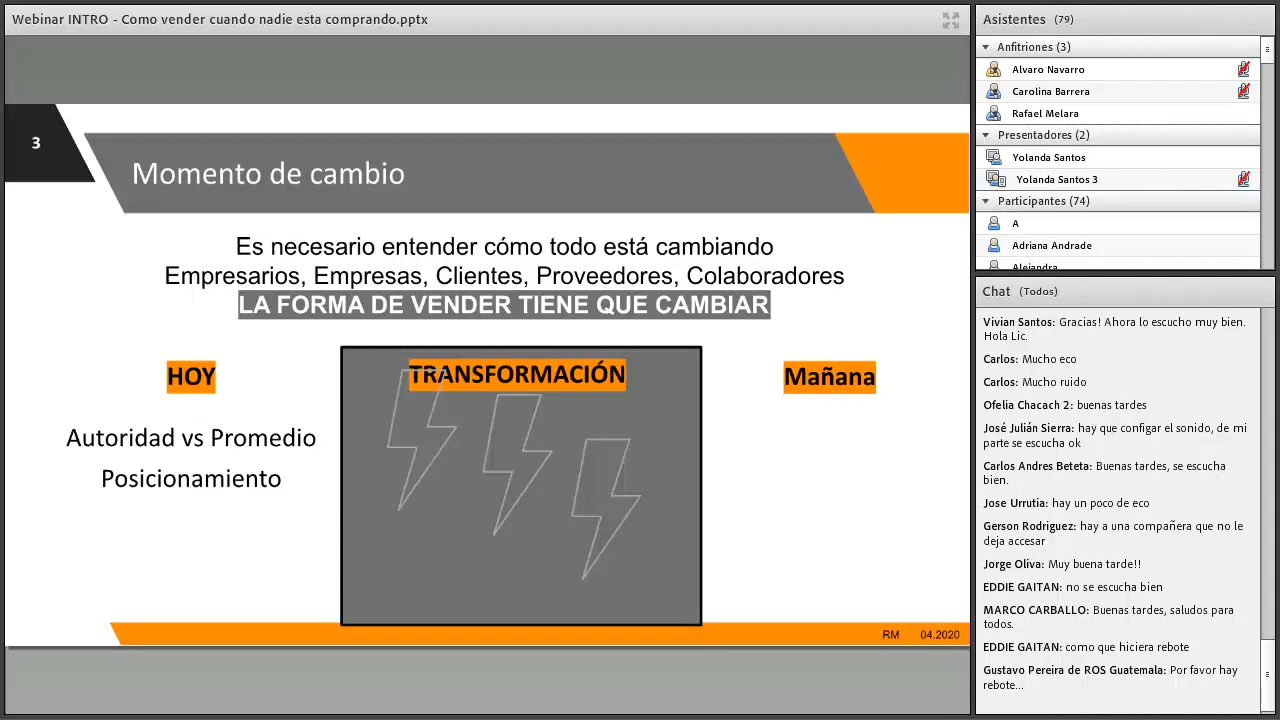 Webinar INTRO - Como vender cuando nadie esta comprando.pptx
3
Momento de cambio
Es necesario entender cómo todo está cambiando
Empresarios, Empresas, Clientes, Proveedores, Colaboradores
LA FORMA DE VENDER TIENE QUE CAMBIAR
HOY
TRANSFORMACIÓN
Mañana
Autoridad vs Promedio
Posicionamiento
RM 04.2020
Asistentes (79)
Anfitriones (3)
Alvaro Navarro
Carolina Barrera
Rafael Melara
Presentadores (2)
Yolanda Santos
Yolanda Santos 3
Participantes (74)
A
Adriana Andrade
Alejandra
Chat (Todos)
Vivian Santos: Gracias! Ahora lo escucho muy bien.
Hola Lic.
Carlos: Mucho eco
Carlos: Mucho ruido
Ofelia Chacach 2: buenas tardes
José Julián Sierra: hay que configar el sonido, de mi
parte se escucha ok
Carlos Andres Beteta: Buenas tardes, se escucha
bien.
Jose Urrutia: hay un poco de eco
Gerson Rodriguez: hay a una compañera que no le
deja accesar
Jorge Oliva: Muy buena tarde!!
EDDIE GAITAN: no se escucha bien
MARCO CARBALLO: Buenas tardes, saludos para
todos.
EDDIE GAITAN: como que hiciera rebote
Gustavo Pereira de ROS Guatemala: Por favor hay
rebote...